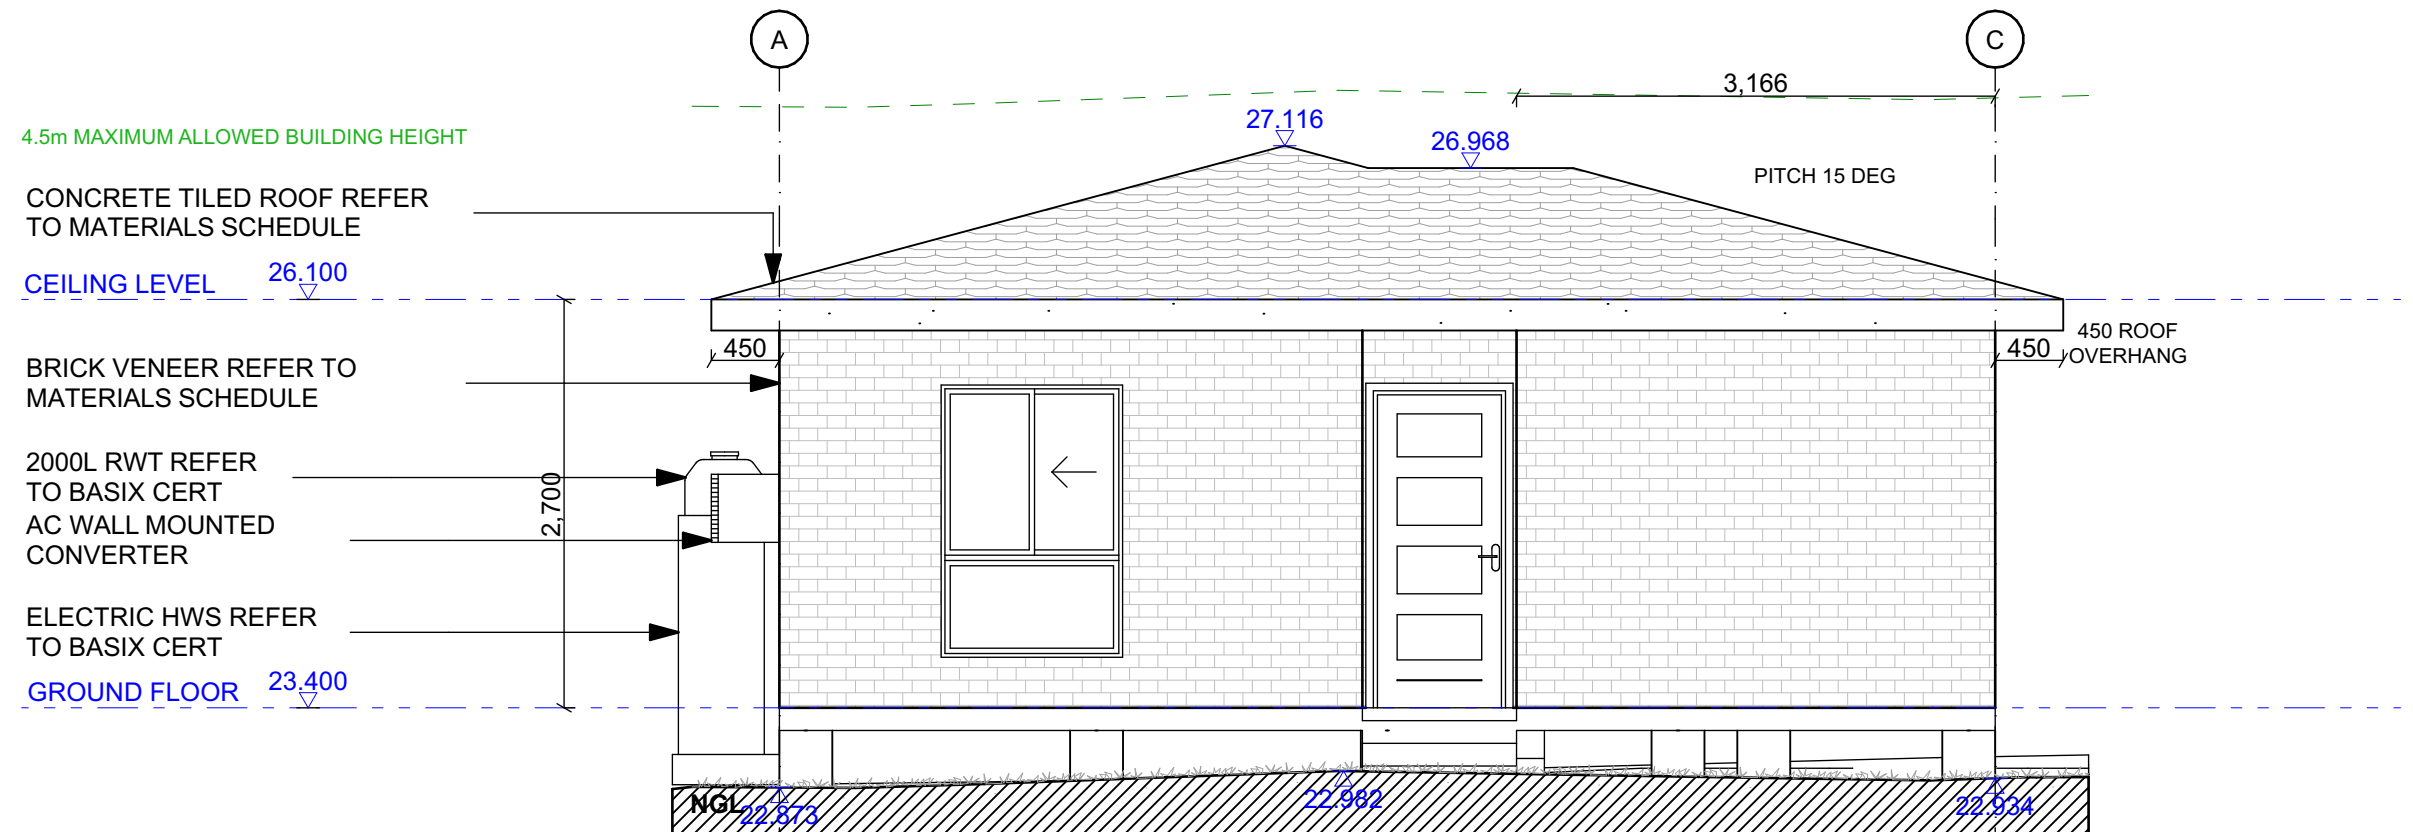 A
C
3,166
4.5m MAXIMUM ALLOWED BUILDING HEIGHT
27.116
26.968
PITCH 15 DEG
CONCRETE TILED ROOF REFER
TO MATERIALS SCHEDULE
CEILING LEVEL 26.100
450
450
450 ROOF
OVERHANG
BRICK VENEER REFER TO
MATERIALS SCHEDULE
2000L RWT REFER
TO BASIX CERT
2,700
AC WALL MOUNTED
CONVERTER
ELECTRIC HWS REFER
TO BASIX CERT
GROUND FLOOR 23.400
NGL
22.873
22.982
22.934